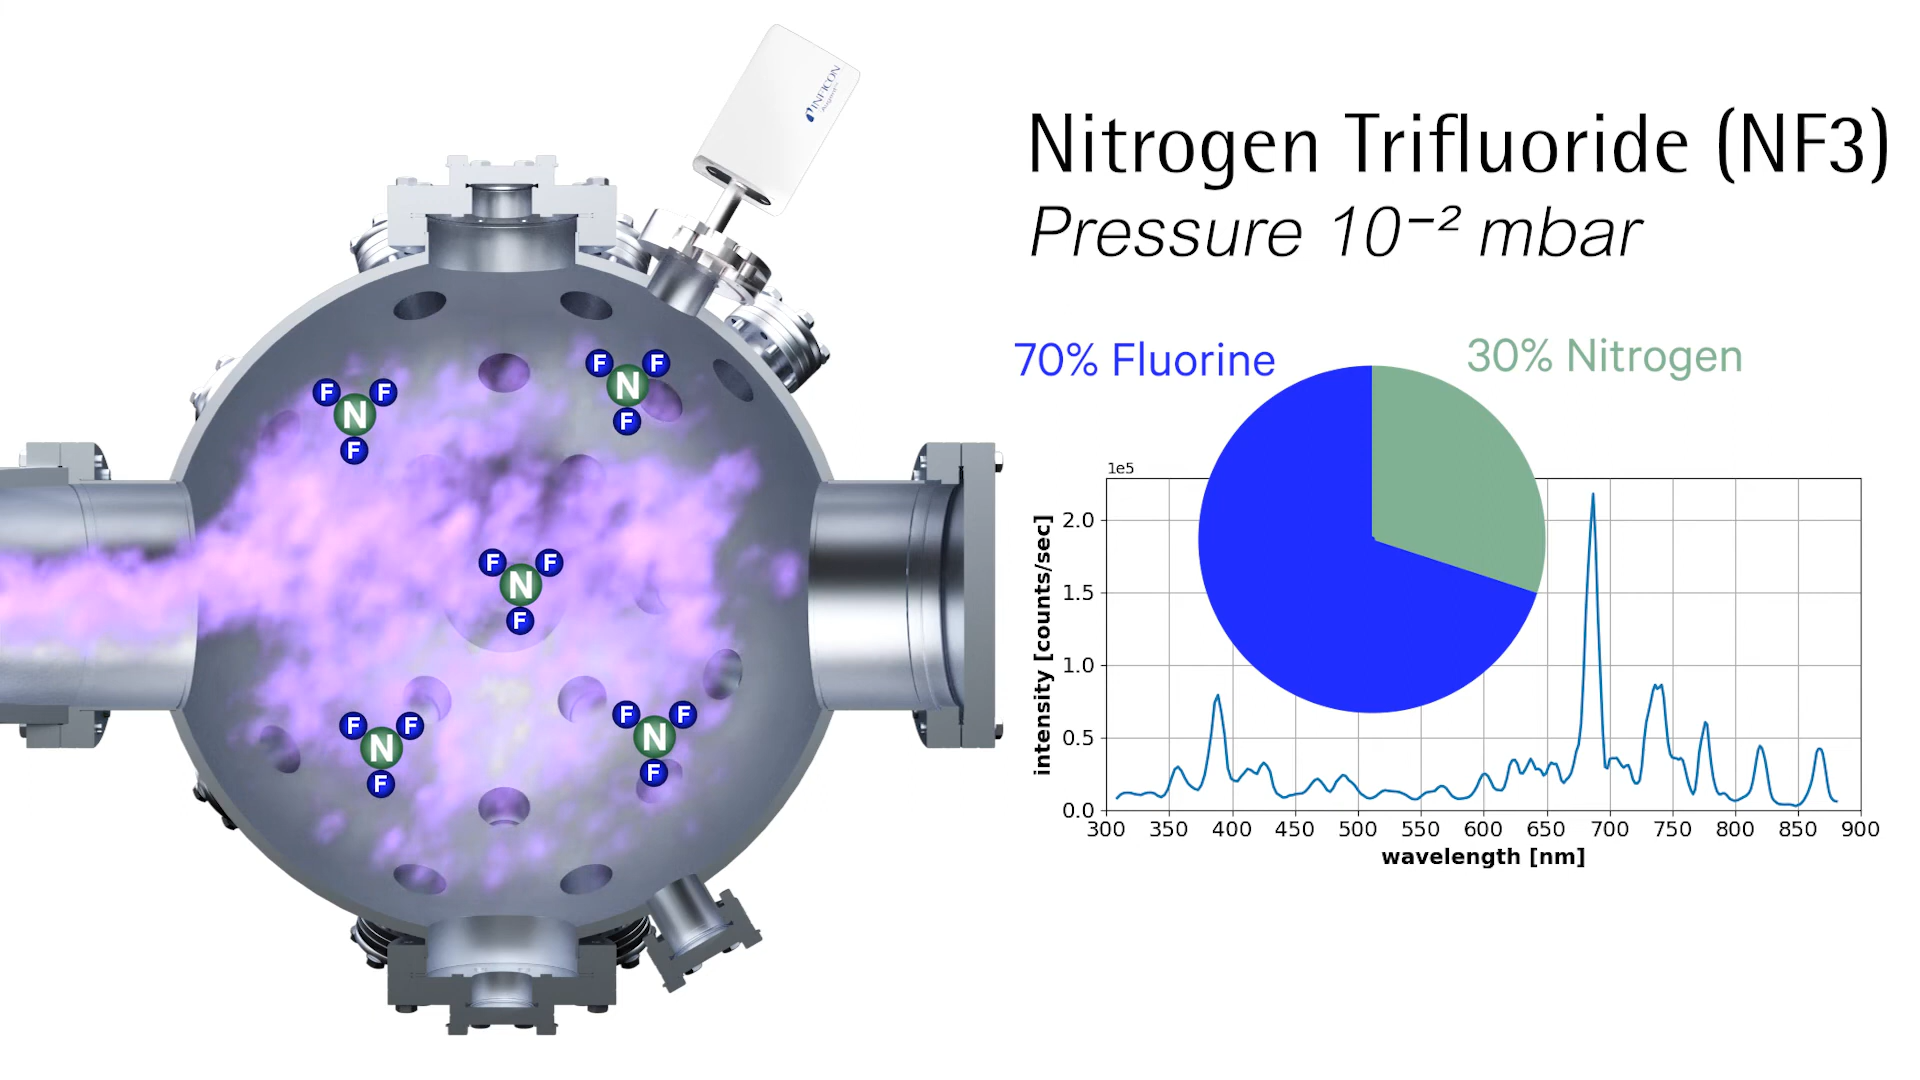 INFICON
Nitrogen Trifluoride (NF3)
Pressure 10⁻² mbar
70% Fluorine
30% Nitrogen
F F
N
F
F F
N
F
F F
N
F
F F
N
F
F F
N
F
1e5
2.0
1.5
1.0
0.5
0.0
intensity [counts/sec]
300 350 400 450 500 550 600 650 700 750 800 850 900
wavelength [nm]